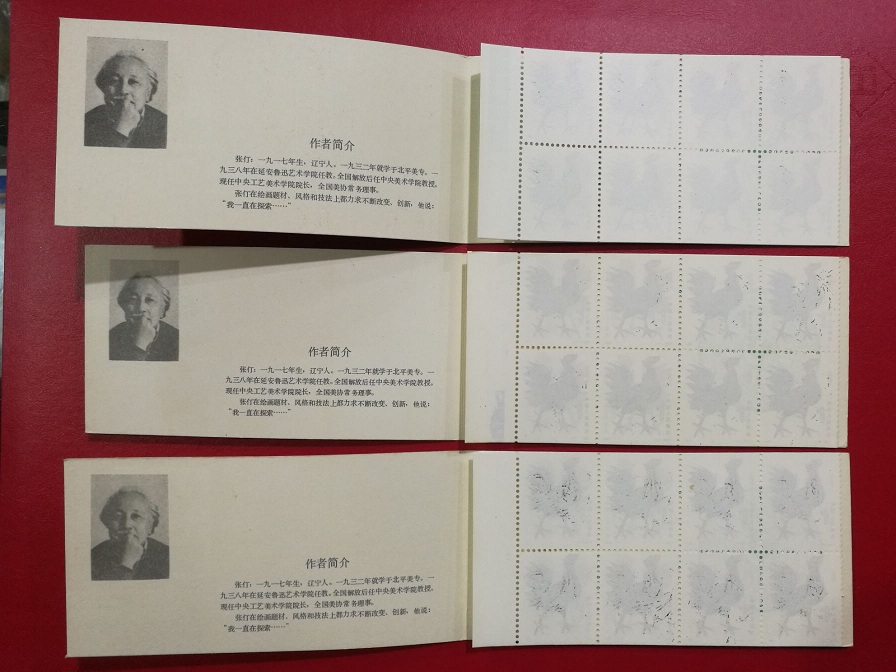 作者简介
张仃：一九一七年生，辽宁人。一九三二年就学于北平美专，一
九三八年在延安鲁迅艺术学院任教。全国解放后任中央美术学院教授，
现任中央工艺美术学院院长，全国美协常务理事。
张仃在绘画题材、风格和技法上都力求不断改变、创新，他说：
“我一直在探索……”
作者简介
张仃：一九一七年生，辽宁人。一九三二年就学于北平美专，一
九三八年在延安鲁迅艺术学院任教。全国解放后任中央美术学院教授，
现任中央工艺美术学院院长，全国美协常务理事。
张仃在绘画题材、风格和技法上都力求不断改变、创新，他说：
“我一直在探索……”
作者简介
张仃：一九一七年生，辽宁人。一九三二年就学于北平美专，一
九三八年在延安鲁迅艺术学院任教。全国解放后任中央美术学院教授，
现任中央工艺美术学院院长，全国美协常务理事。
张仃在绘画题材、风格和技法上都力求不断改变、创新，他说：
“我一直在探索……”